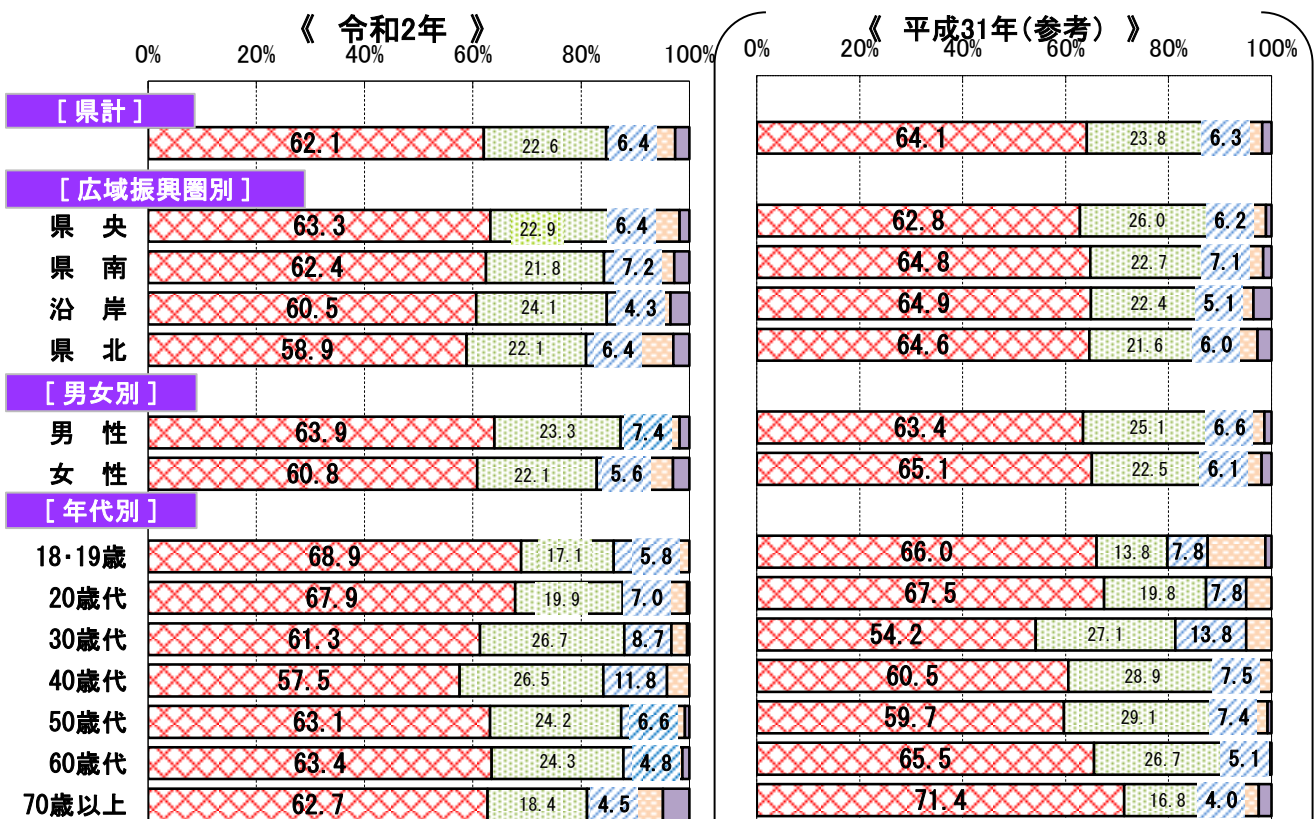 《 令和2年 》 《 平成31年（参考） 》
0% 20% 40% 60% 80% 100% 0% 20% 40% 60% 80% 100%
[ 県計 ]
62.1 22.6 6.4 64.1 23.8 6.3
[ 広域振興圏別 ]
県 央 63.3 22.9 6.4 62.8 26.0 6.2
県 南 62.4 21.8 7.2 64.8 22.7 7.1
沿 岸 60.5 24.1 4.3 64.9 22.4 5.1
県 北 58.9 22.1 6.4 64.6 21.6 6.0
[ 男女別 ]
男 性 63.9 23.3 7.4 63.4 25.1 6.6
女 性 60.8 22.1 5.6 65.1 22.5 6.1
[ 年代別 ]
18･19歳 68.9 17.1 5.8 66.0 13.8 7.8
20歳代 67.9 19.9 7.0 67.5 19.8 7.8
30歳代 61.3 26.7 8.7 54.2 27.1 13.8
40歳代 57.5 26.5 11.8 60.5 28.9 7.5
50歳代 63.1 24.2 6.6 59.7 29.1 7.4
60歳代 63.4 24.3 4.8 65.5 26.7 5.1
70歳以上 62.7 18.4 4.5 71.4 16.8 4.0